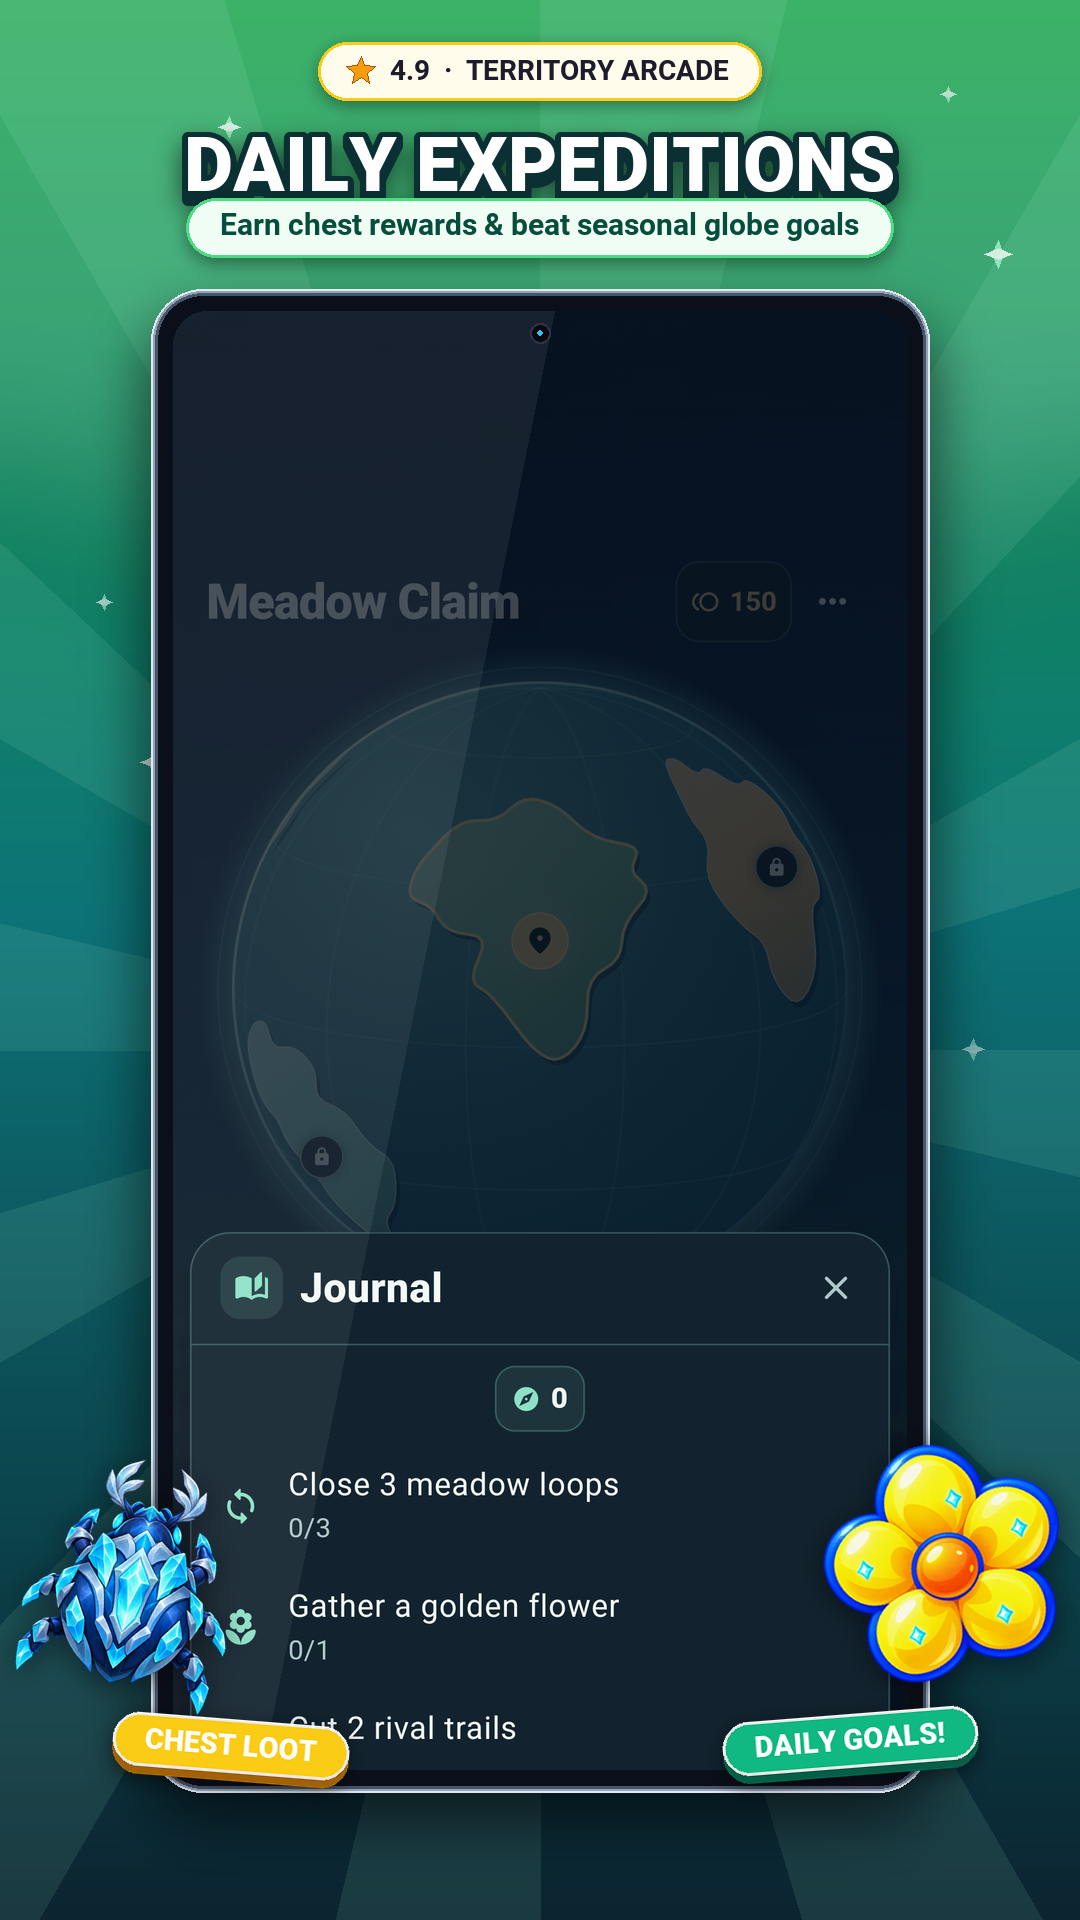 4.9 · TERRITORY ARCADE
DAILY EXPEDITIONS
Earn chest rewards & beat seasonal globe goals
Meadow Claim
150
Journal
0
Close 3 meadow loops
0/3
Gather a golden flower
0/1
Cut 2 rival trails
CHEST LOOT
DAILY GOALS!